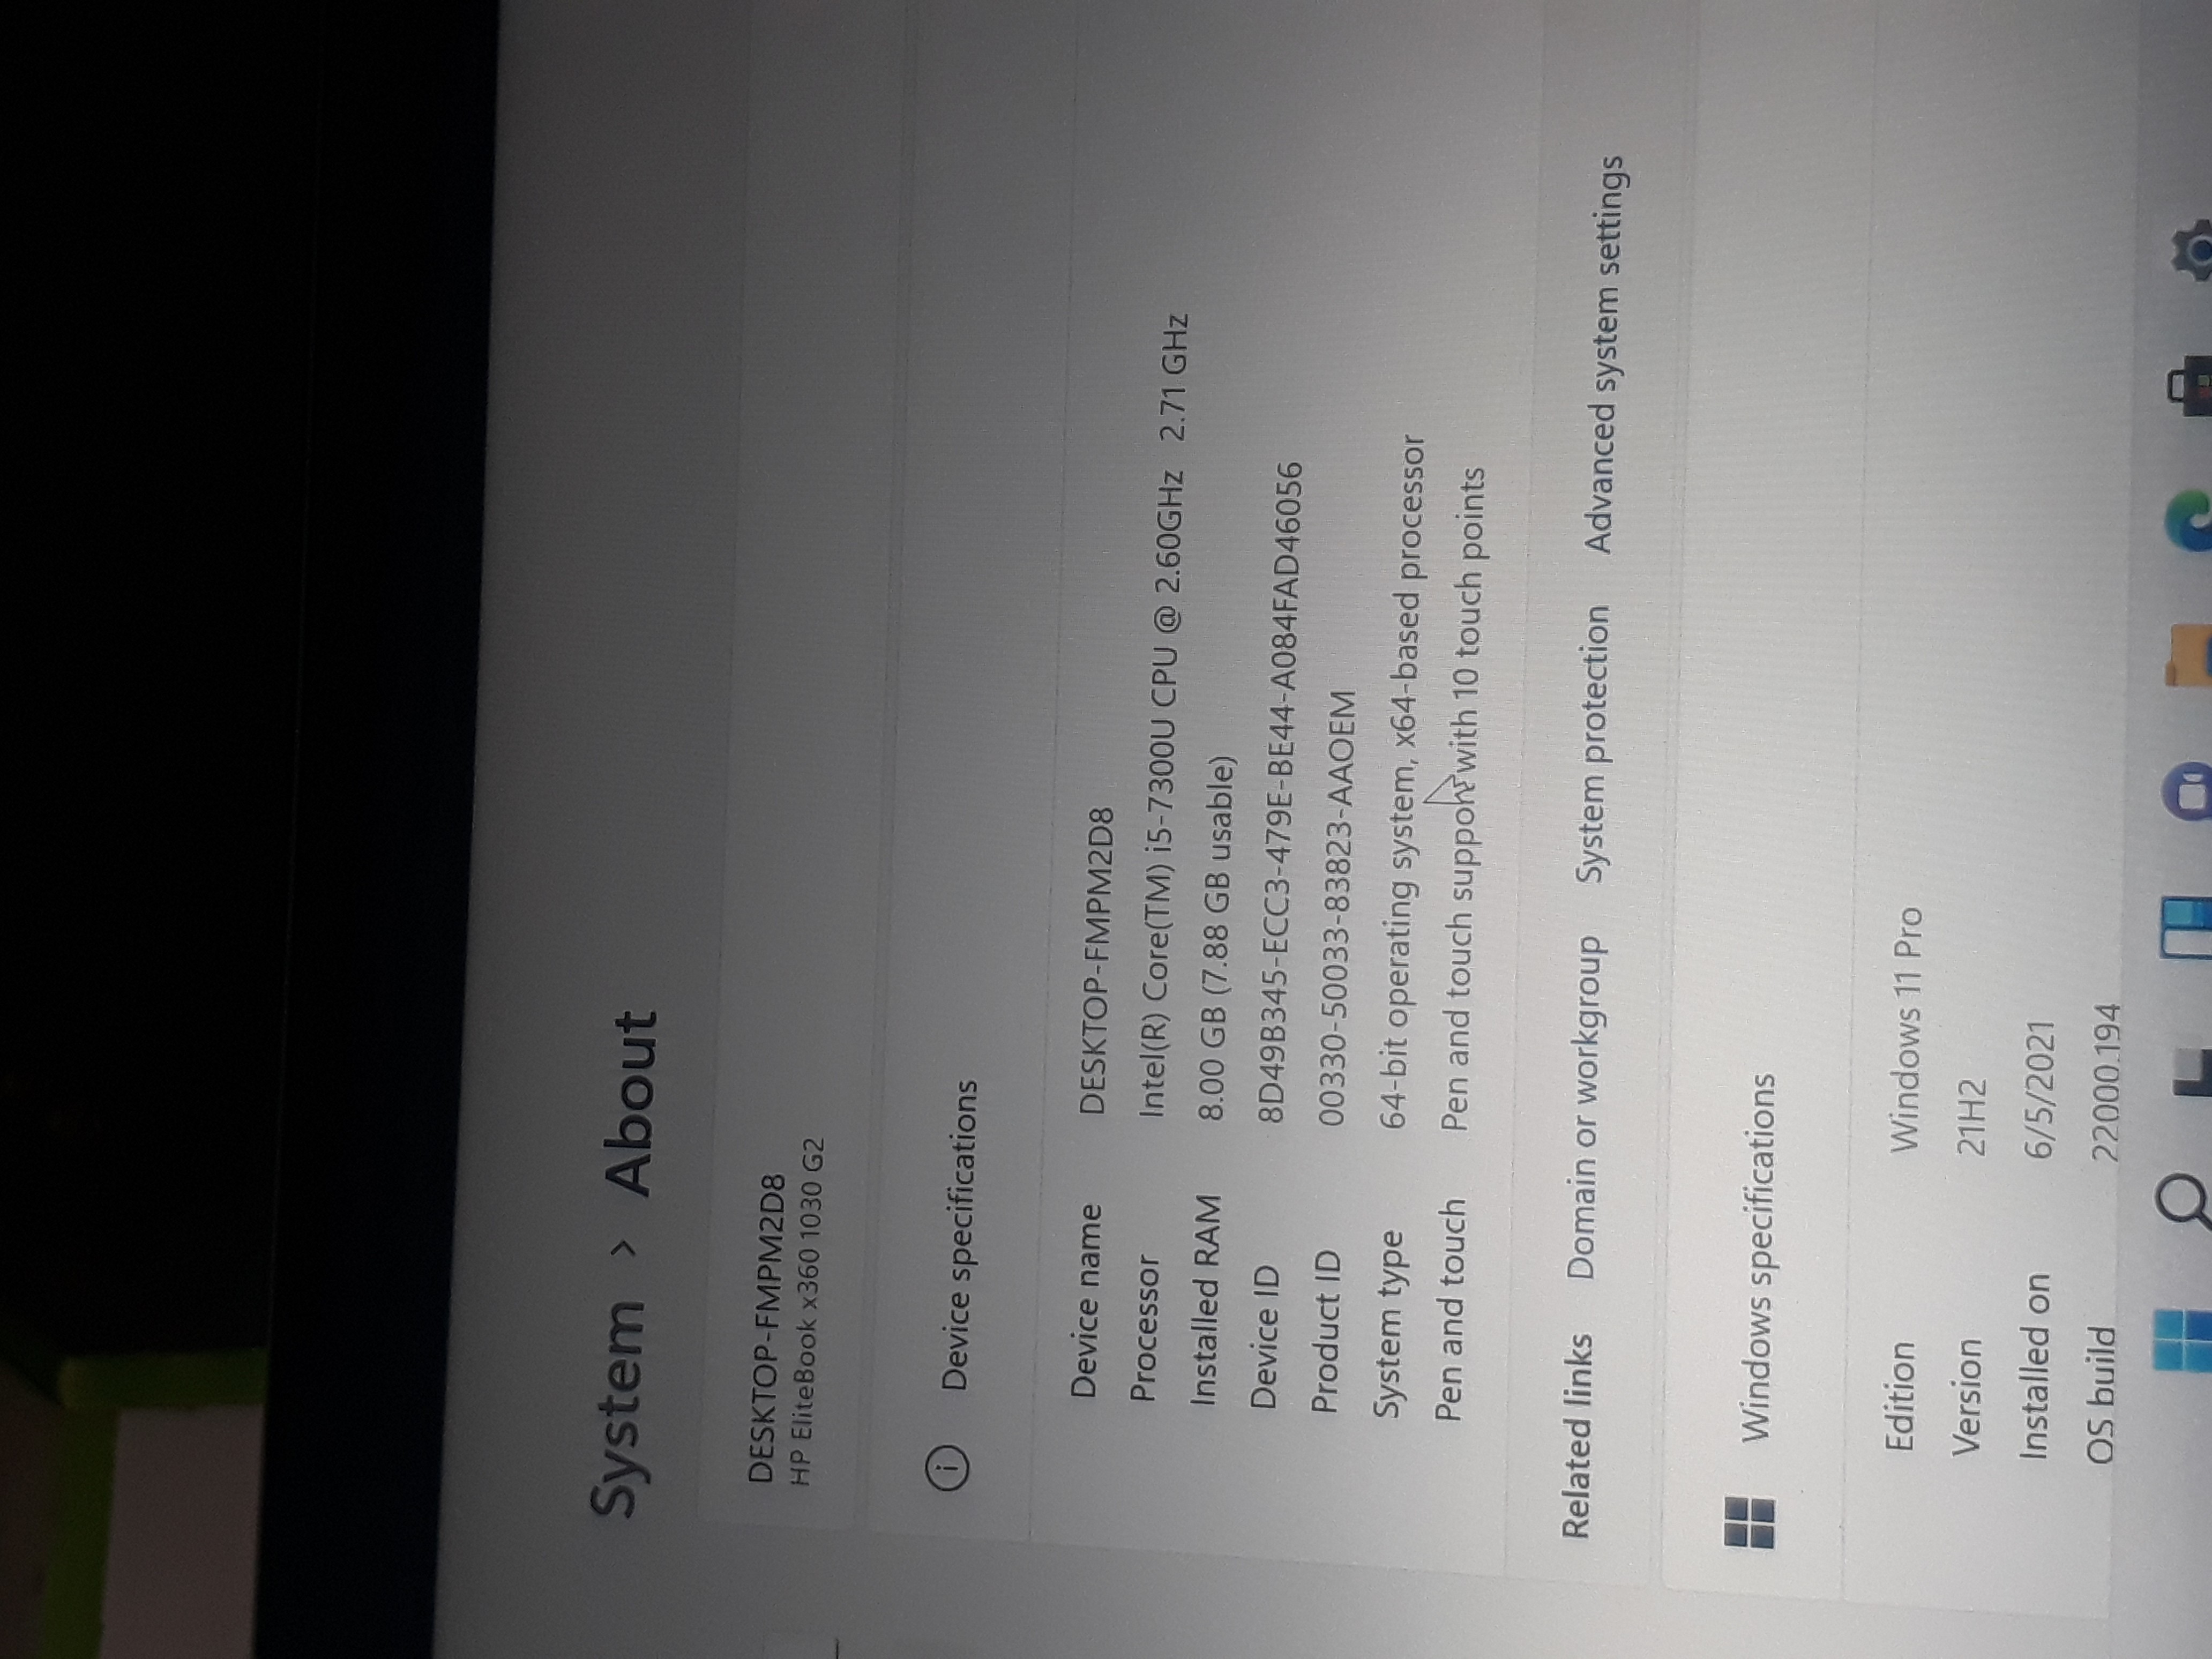 System > About
DESKTOP-FMPM2D8
HP EliteBook x360 1030 G2
Device specifications
Device name DESKTOP-FMPM2D8
Processor Intel(R) Core(TM) i5-7300U CPU @ 2.60GHz 2.71 GHz
Installed RAM 8.00 GB (7.88 GB usable)
Device ID 8D49B345-ECC3-479E-BE44-A084FAD46056
Product ID 00330-50033-83823-AAOEM
System type 64-bit operating system, x64-based processor
Pen and touch Pen and touch support with 10 touch points
Related links Domain or workgroup System protection Advanced system settings
Windows specifications
Edition Windows 11 Pro
Version 21H2
Installed on 6/5/2021
OS build 22000.194